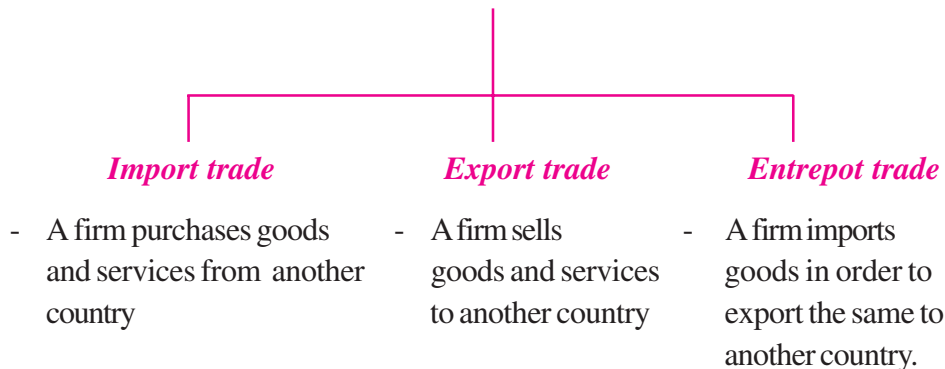 Import trade
- A firm purchases goods
and services from another
country
Export trade
- A firm sells
goods and services
to another country
Entrepot trade
- A firm imports
goods in order to
export the same to
another country.